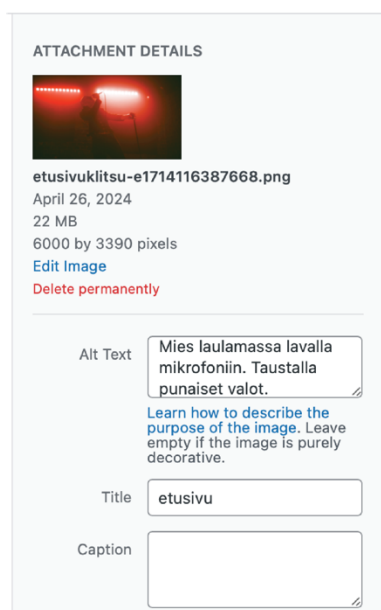 ATTACHMENT DETAILS
etusivuklitsu-e1714116387668.png
April 26, 2024
22 MB
6000 by 3390 pixels
Edit Image
Delete permanently
Alt Text
Mies laulamassa lavalla
mikrofoniin. Taustalla
punaiset valot.
Learn how to describe the
purpose of the image. Leave
empty if the image is purely
decorative.
Title
etusivu
Caption